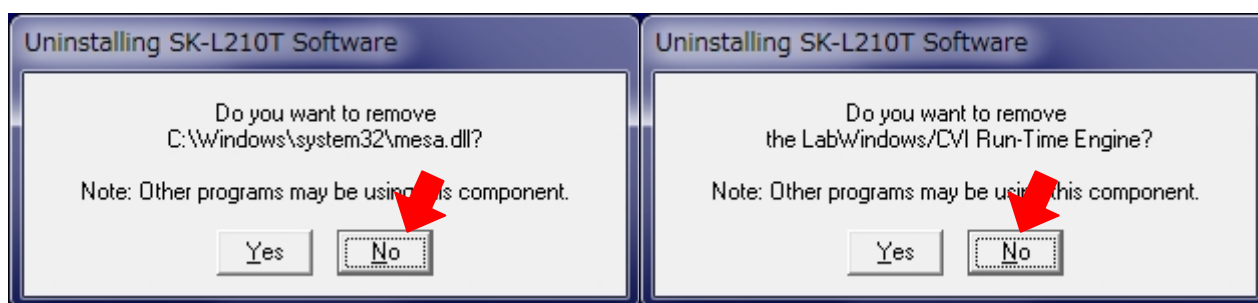 Uninstalling SK-L210T Software
Do you want to remove
C:\Windows\system32\mesa.dll?
Note: Other programs may be using this component.
Yes No
Uninstalling SK-L210T Software
Do you want to remove
the LabWindows/CVI Run-Time Engine?
Note: Other programs may be using this component.
Yes No